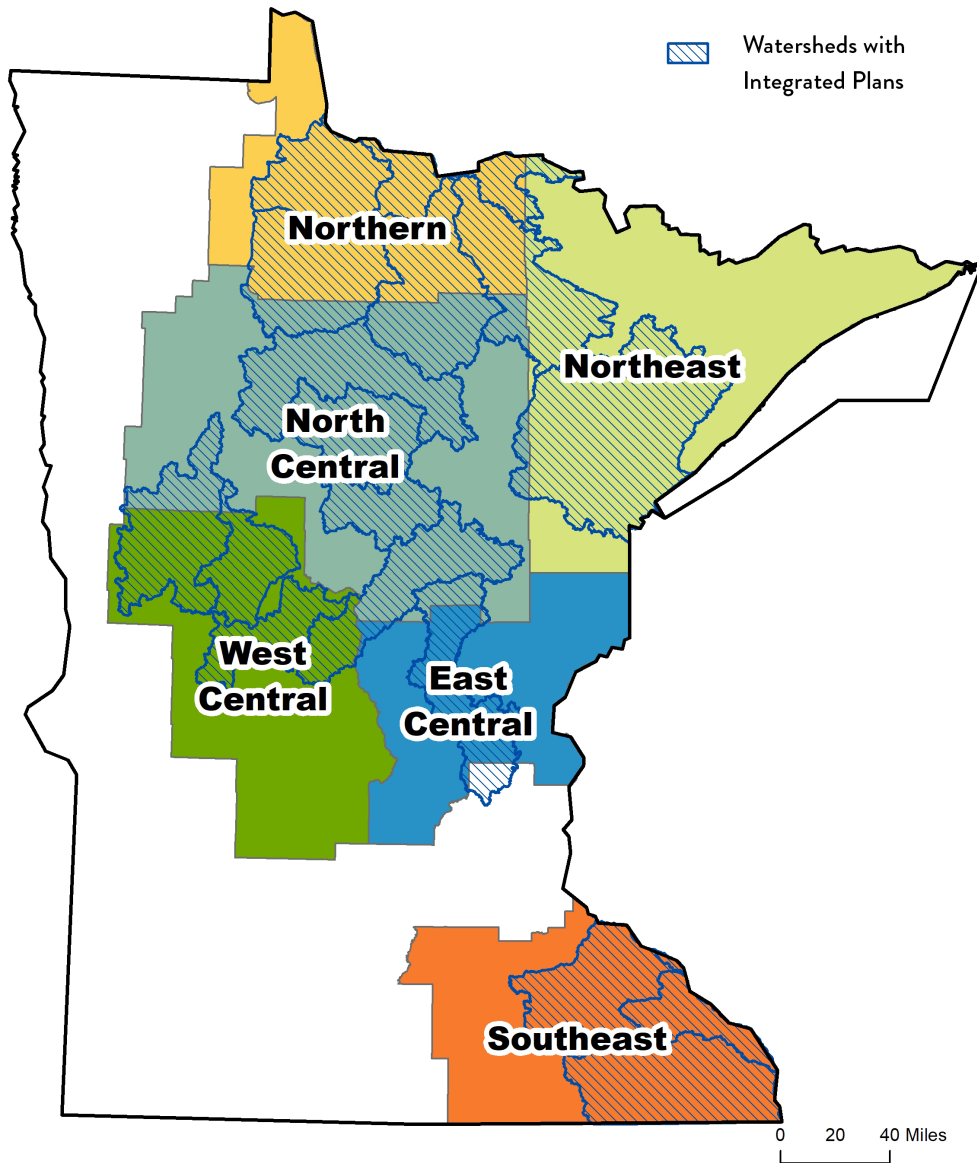 Watersheds with
Integrated Plans
Northern
Northeast
North
Central
West
Central
East
Central
Southeast
0 20 40 Miles